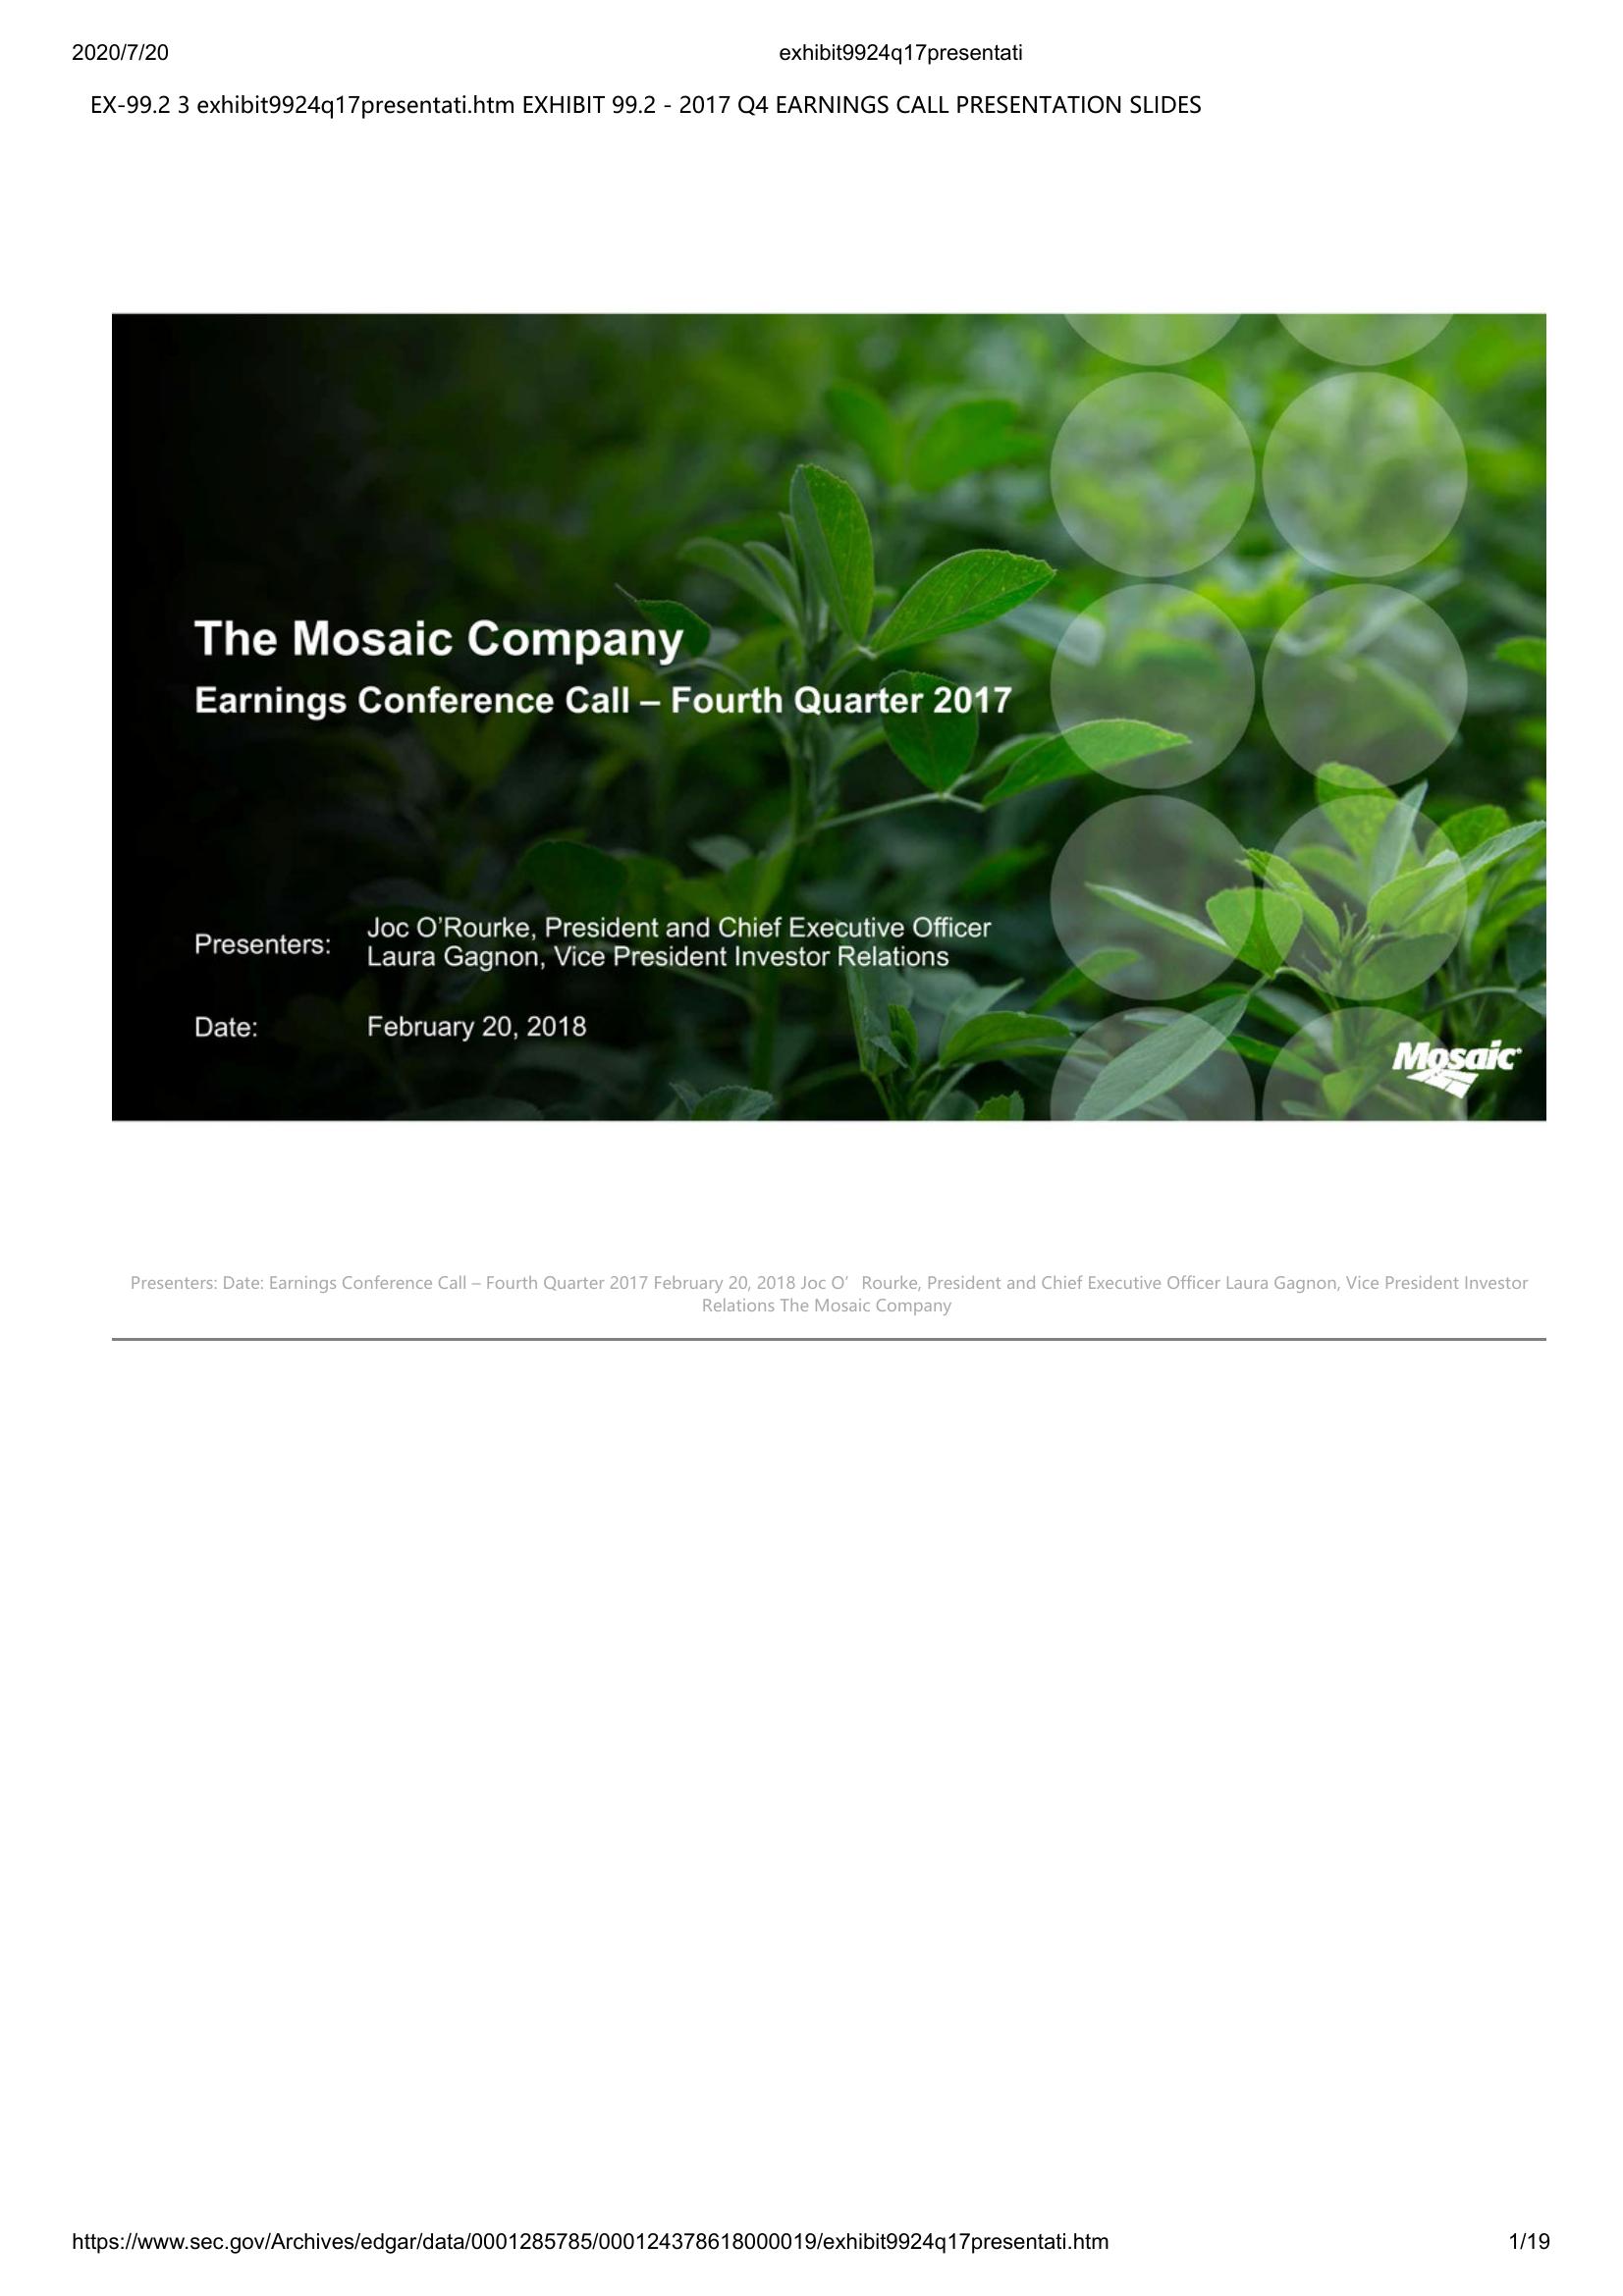 2020/7/20 exhibit9924q17presentati
EX-99.2 3 exhibit9924q17presentati.htm EXHIBIT 99.2 - 2017 Q4 EARNINGS CALL PRESENTATION SLIDES
The Mosaic Company
Earnings Conference Call – Fourth Quarter 2017
Presenters:
Joc O’Rourke, President and Chief Executive Officer
Laura Gagnon, Vice President Investor Relations
Date: February 20, 2018
Mosaic®
Presenters: Date: Earnings Conference Call – Fourth Quarter 2017 February 20, 2018 Joc O’ Rourke, President and Chief Executive Officer Laura Gagnon, Vice President Investor
Relations The Mosaic Company
https://www.sec.gov/Archives/edgar/data/0001285785/000124378618000019/exhibit9924q17presentati.htm 1/19